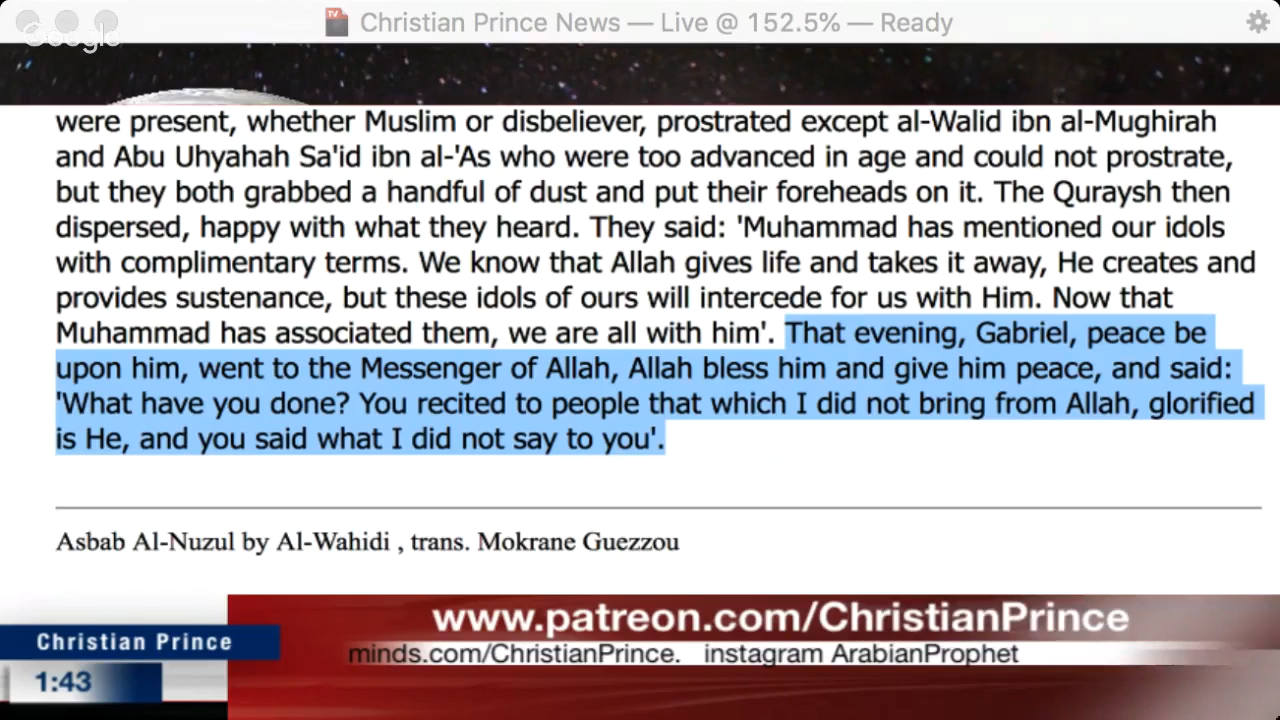 Christian Prince News — Live @ 152.5% — Ready
Google
were present, whether Muslim or disbeliever, prostrated except al-Walid ibn al-Mughirah
and Abu Uhyahah Sa'id ibn al-'As who were too advanced in age and could not prostrate,
but they both grabbed a handful of dust and put their foreheads on it. The Quraysh then
dispersed, happy with what they heard. They said: 'Muhammad has mentioned our idols
with complimentary terms. We know that Allah gives life and takes it away, He creates and
provides sustenance, but these idols of ours will intercede for us with Him. Now that
Muhammad has associated them, we are all with him'. That evening, Gabriel, peace be
upon him, went to the Messenger of Allah, Allah bless him and give him peace, and said:
'What have you done? You recited to people that which I did not bring from Allah, glorified
is He, and you said what I did not say to you'.
Asbab Al-Nuzul by Al-Wahidi , trans. Mokrane Guezzou
www.patreon.com/ChristianPrince
Christian Prince
minds.com/ChristianPrince. instagram ArabianProphet
1:43